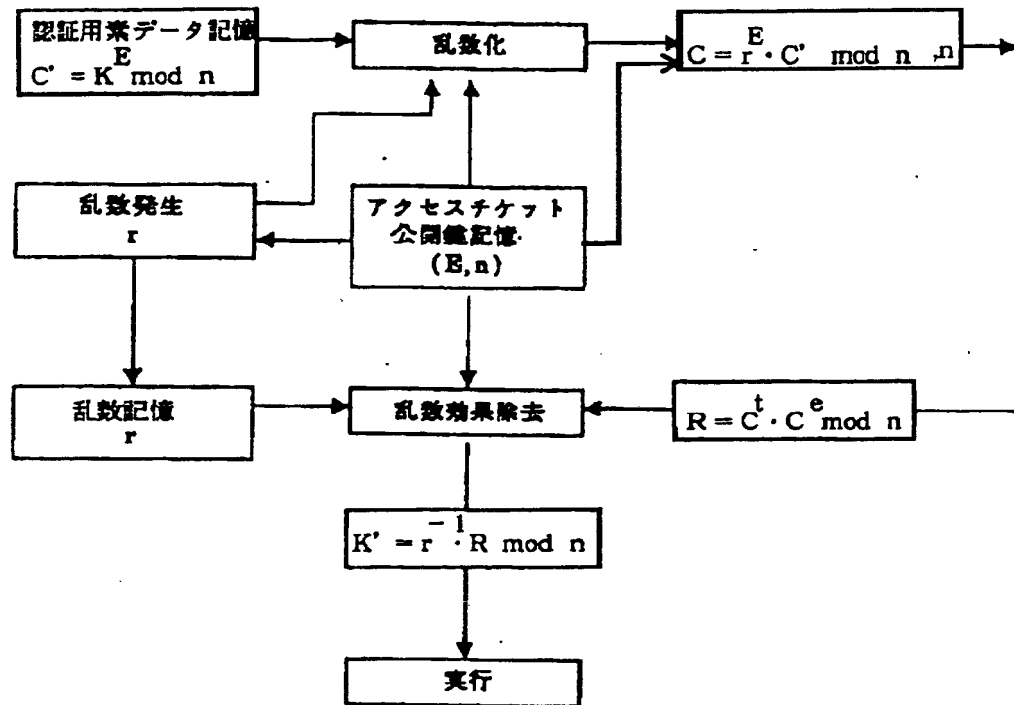 認証用素データ記憶
C' = K^E mod n
乱数化
C = r^E · C' mod n ,n
乱数発生
r
アクセスチケット
公開鍵記憶
(E,n)
乱数記憶
r
乱数効果除去
R = C^t · C^e mod n
K' = r^-1 · R mod n
実行